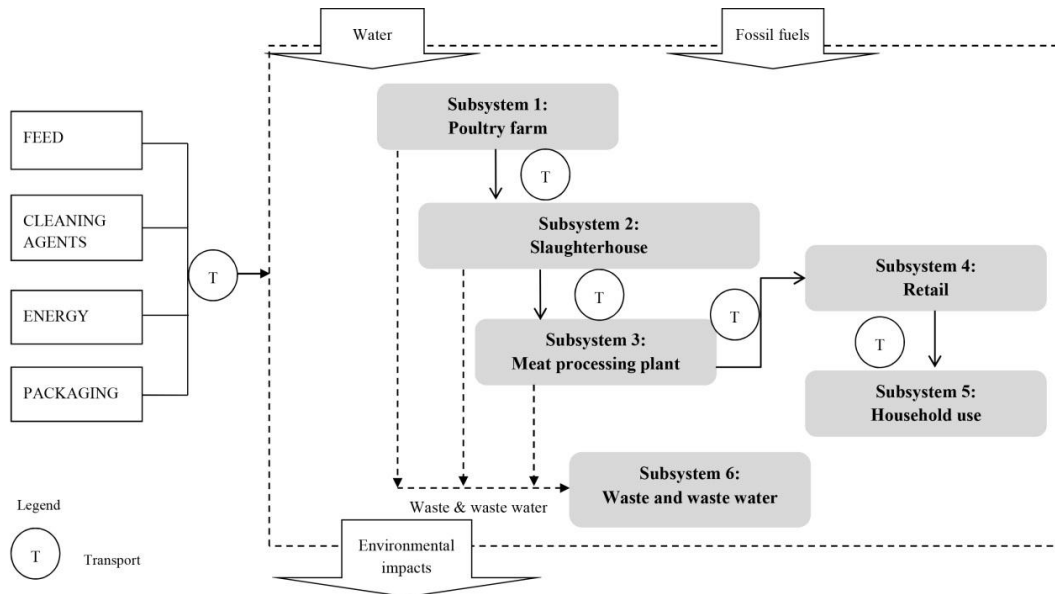 Water
Fossil fuels
Subsystem 1:
Poultry farm
FEED
T
CLEANING
AGENTS
Subsystem 2:
Slaughterhouse
T
Subsystem 4:
Retail
ENERGY
T
T
Subsystem 3:
Meat processing plant
T
PACKAGING
Subsystem 5:
Household use
Subsystem 6:
Waste and waste water
Waste & waste water
Legend
T
Transport
Environmental
impacts